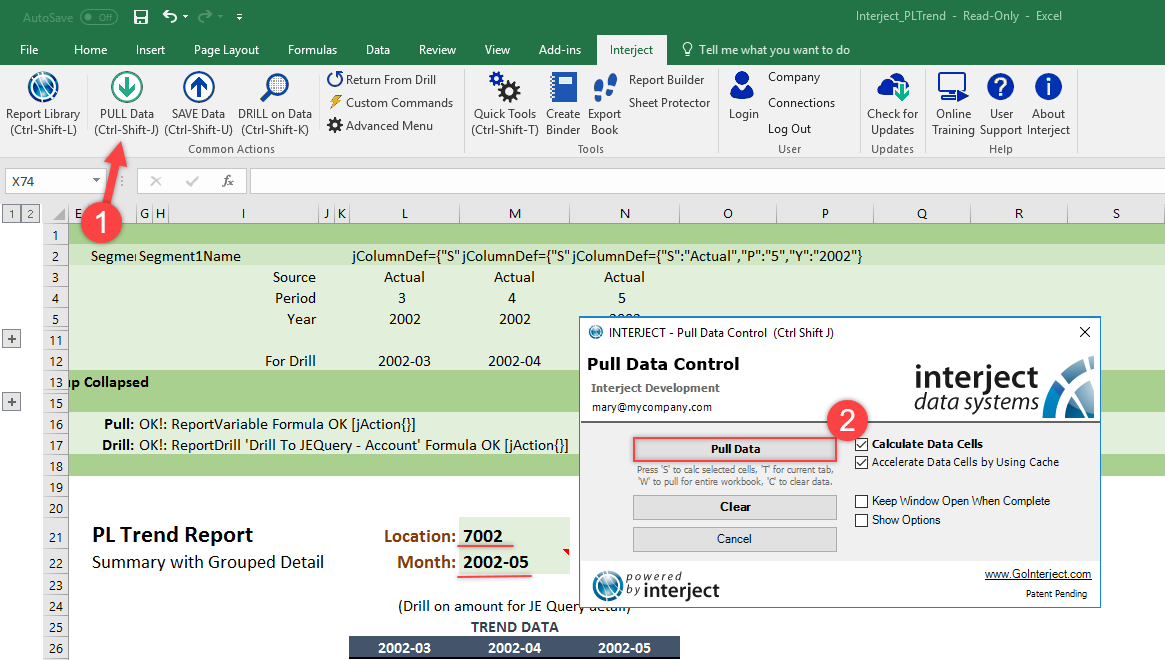 AutoSave Off
Interject_PLTrend - Read-Only - Excel
File Home Insert Page Layout Formulas Data Review View Add-ins Interject Tell me what you want to do
Report Library
(Ctrl-Shift-L)
PULL Data
(Ctrl-Shift-J)
SAVE Data
(Ctrl-Shift-U)
DRILL on Data
(Ctrl-Shift-K)
Return From Drill
Custom Commands
Advanced Menu
Common Actions
Quick Tools
(Ctrl-Shift-T)
Create
Binder
Export
Book
Report Builder
Sheet Protector
Tools
Login
Company
Connections
Log Out
User
Check for
Updates
Updates
Online
Training
User
Support
About
Interject
Help
X74 fx
1
1 2 E G H I J K L M N O P Q R S
1
2 Segmer Segment1Name jColumnDef={"S" jColumnDef={"S" jColumnDef={"S":"Actual","P":"5","Y":"2002"}
3 Source Actual Actual Actual
4 Period 3 4 5
5 Year 2002 2002 2002
11
12 For Drill 2002-03 2002-04
13 up Collapsed
15
16 Pull: OK!: ReportVariable Formula OK [jAction{}]
17 Drill: OK!: ReportDrill 'Drill To JEQuery - Account' Formula OK [jAction{}]
18
19
20
21 PL Trend Report Location: 7002
22 Summary with Grouped Detail Month: 2002-05
23
24 (Drill on amount for JE Query detail)
25 TREND DATA
26 2002-03 2002-04 2002-05
INTERJECT - Pull Data Control (Ctrl Shift J)
Pull Data Control
Interject Development
mary@mycompany.com
interject
data systems
2
Pull Data
Press 'S' to calc selected cells, 'T' for current tab,
'W' to pull for entire workbook, 'C' to clear data.
Clear
Cancel
Calculate Data Cells
Accelerate Data Cells by Using Cache
Keep Window Open When Complete
Show Options
powered
by interject
www.GoInterject.com
Patent Pending